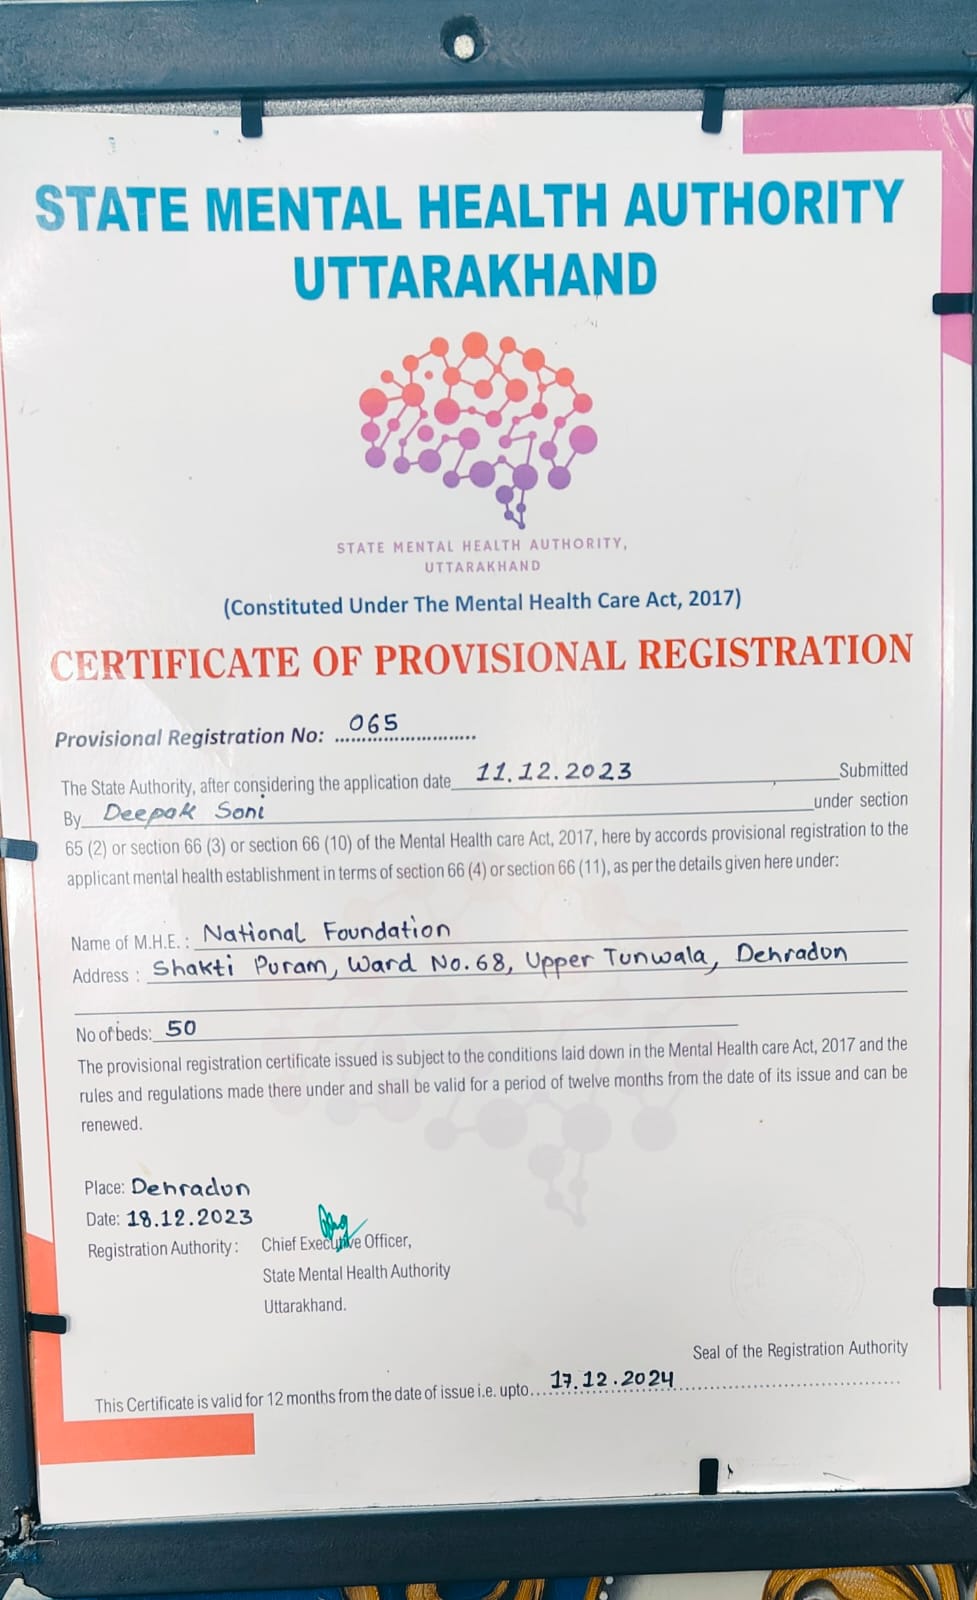 STATE MENTAL HEALTH AUTHORITY
UTTARAKHAND
STATE MENTAL HEALTH AUTHORITY,
UTTARAKHAND
(Constituted Under The Mental Health Care Act, 2017)
CERTIFICATE OF PROVISIONAL REGISTRATION
Provisional Registration No: 065
The State Authority, after considering the application date 11.12.2023 Submitted
By Deepak Soni under section
65 (2) or section 66 (3) or section 66 (10) of the Mental Health care Act, 2017, here by accords provisional registration to the
applicant mental health establishment in terms of section 66 (4) or section 66 (11), as per the details given here under:
Name of M.H.E. : National Foundation
Address : Shakti Puram, Ward No. 68, Upper Tunwala, Dehradun
No of beds: 50
The provisional registration certificate issued is subject to the conditions laid down in the Mental Health care Act, 2017 and the
rules and regulations made there under and shall be valid for a period of twelve months from the date of its issue and can be
renewed.
Place: Dehradun
Date: 18.12.2023
Registration Authority : Chief Executive Officer,
State Mental Health Authority
Uttarakhand.
Seal of the Registration Authority
This Certificate is valid for 12 months from the date of issue i.e. upto 17.12.2024